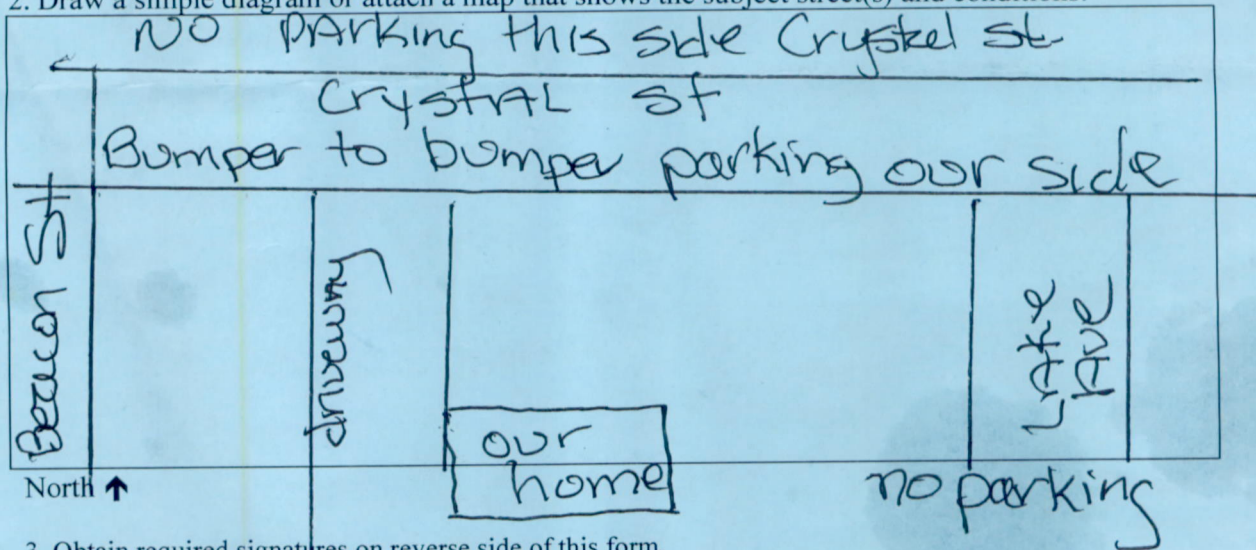 2. Draw a simple diagram or attach a map that shows the subject street(s) and conditions.
NO PARking this side Crystal st
CrystAL st
Bumper to bumper parking our side
Beacon St
driveway
LAke
Ave
our
home
North ↑
no parking
3. Obtain required signatures on reverse side of this form